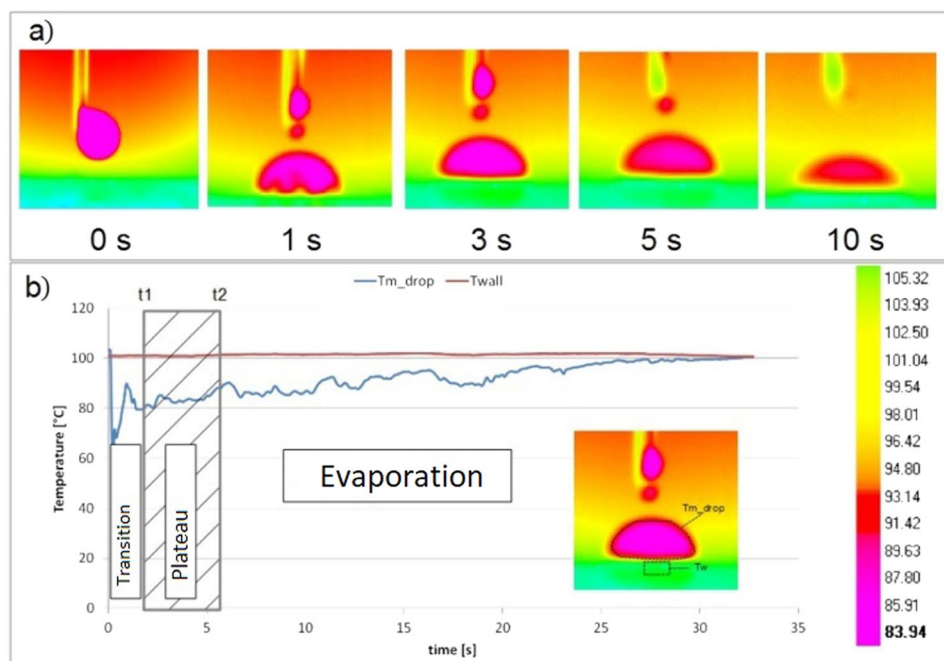 a)
0 s
1 s
3 s
5 s
10 s
b)
t1
t2
Tm_drop
Twall
120
100
80
60
40
20
0
Temperature [°C]
Transition
Plateau
Evaporation
Tm_drop
Tw
0
5
10
15
20
25
30
35
time [s]
105.32
103.93
102.50
101.04
99.54
98.01
96.42
94.80
93.14
91.42
89.63
87.80
85.91
83.94